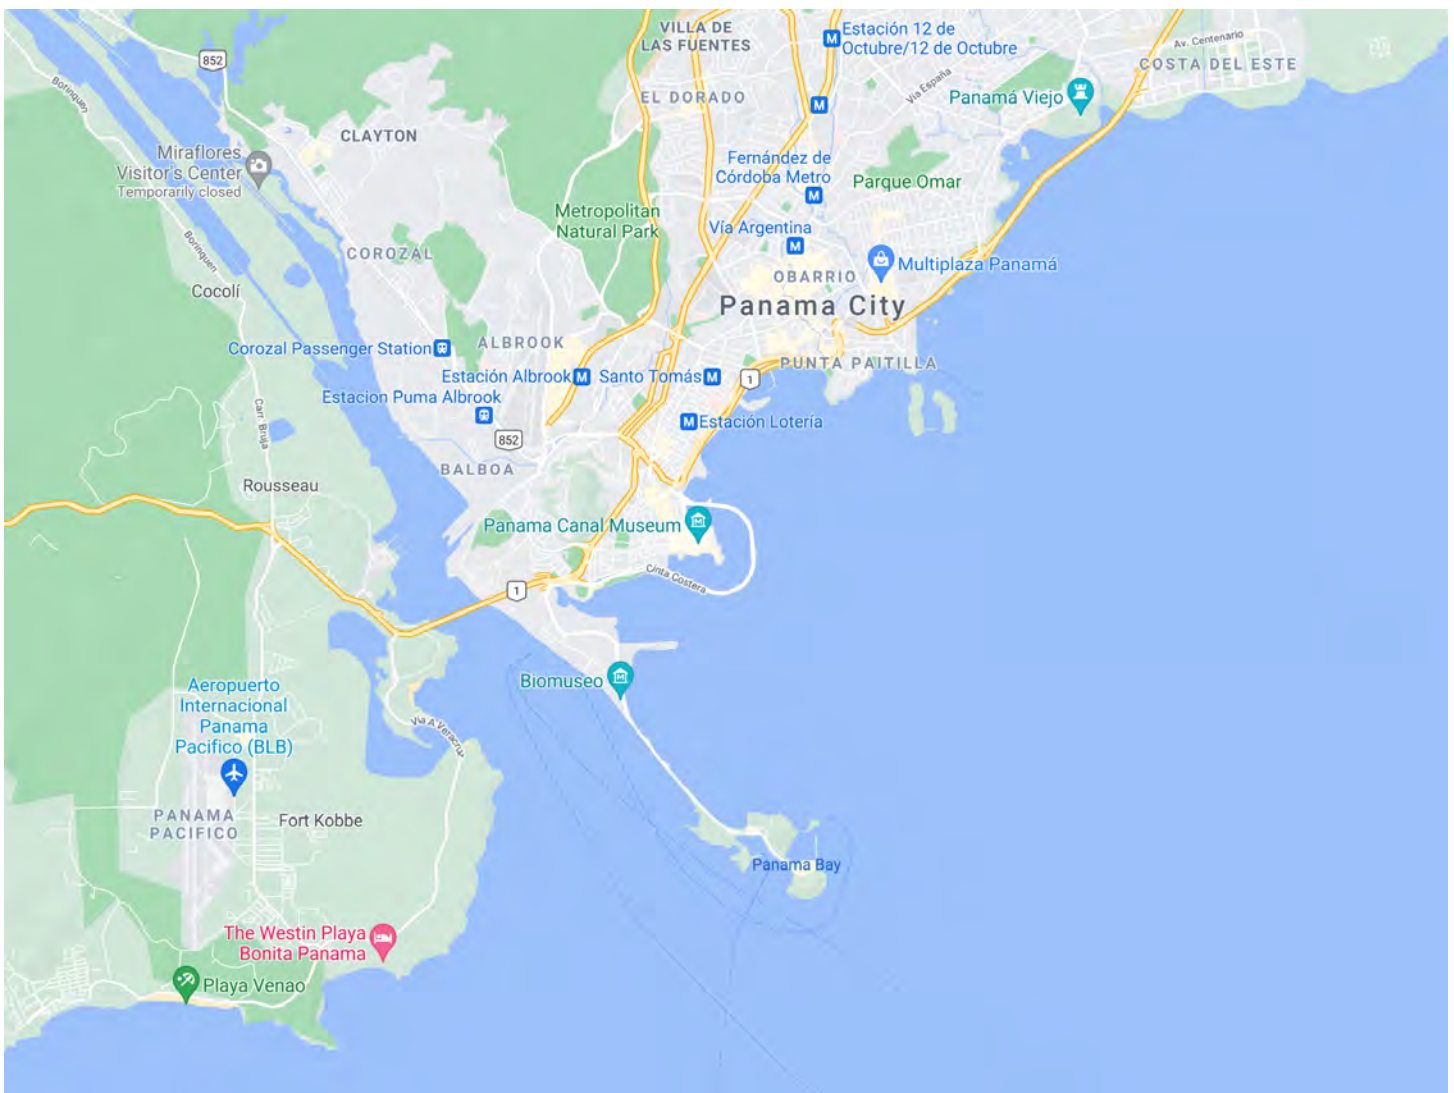 VILLA DE
LAS FUENTES
Estación 12 de
Octubre/12 de Octubre
Av. Centenario
COSTA DEL ESTE
852
Borinquen
EL DORADO
Vía España
Panamá Viejo
CLAYTON
Miraflores
Visitor's Center
Temporarily closed
Fernández de
Córdoba Metro
Parque Omar
Metropolitan
Natural Park
Vía Argentina
Borinquen
COROZAL
OBARRIO
Multiplaza Panamá
Cocolí
Panama City
Corozal Passenger Station
ALBROOK
PUNTA PAITILLA
Estación Albrook
Santo Tomás
1
Estacion Puma Albrook
Carr. Bruja
Estación Lotería
852
BALBOA
Rousseau
Panama Canal Museum
Cinta Costera
1
Biomuseo
Aeropuerto
Internacional
Panama
Pacifico (BLB)
Vía A Veracruz
PANAMA
PACIFICO
Fort Kobbe
Panama Bay
The Westin Playa
Bonita Panama
Playa Venao